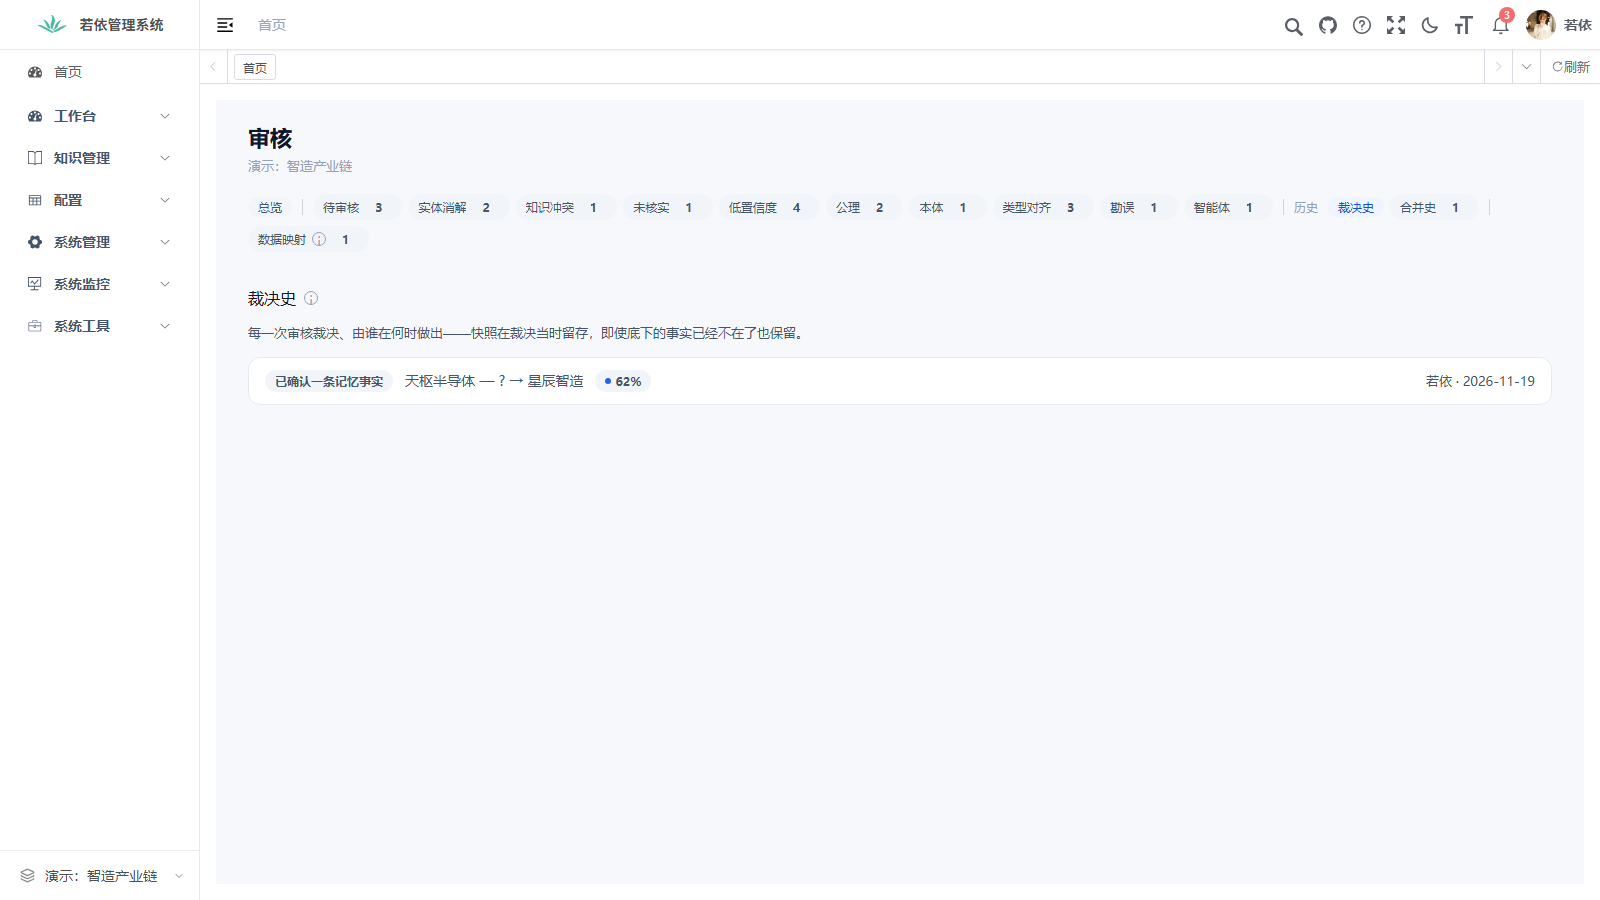 若依管理系统
首页
3
若依
首页
工作台
知识管理
配置
系统管理
系统监控
系统工具
演示：智造产业链
首页
刷新
审核
演示：智造产业链
总览 待审核 3 实体消解 2 知识冲突 1 未核实 1 低置信度 4 公理 2 本体 1 类型对齐 3 勘误 1 智能体 1 历史 裁决史 合并史 1
数据映射 1
裁决史
每一次审核裁决、由谁在何时做出——快照在裁决当时留存，即使底下的事实已经不在了也保留。
已确认一条记忆事实 天枢半导体 — ? → 星辰智造 62% 若依 · 2026-11-19